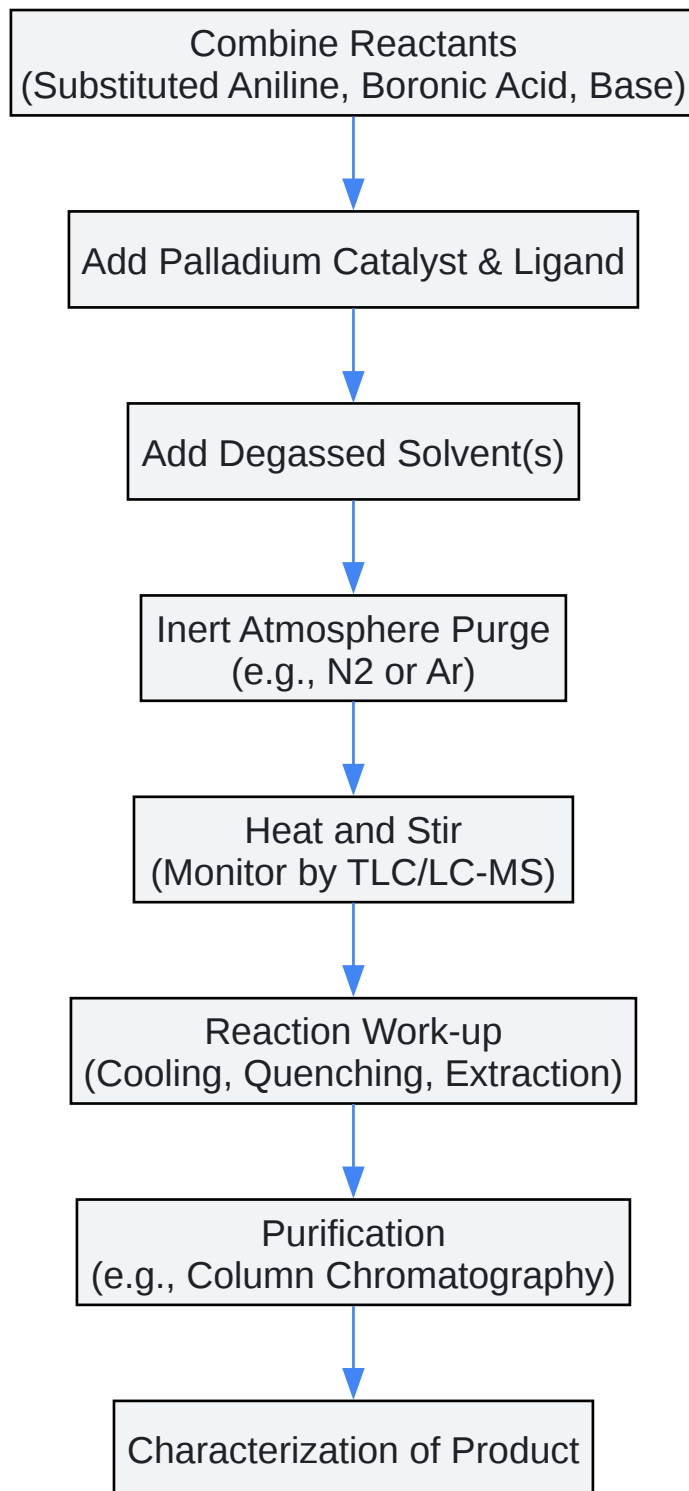 Combine Reactants
(Substituted Aniline, Boronic Acid, Base)
Add Palladium Catalyst & Ligand
Add Degassed Solvent(s)
Inert Atmosphere Purge
(e.g., N2 or Ar)
Heat and Stir
(Monitor by TLC/LC-MS)
Reaction Work-up
(Cooling, Quenching, Extraction)
Purification
(e.g., Column Chromatography)
Characterization of Product